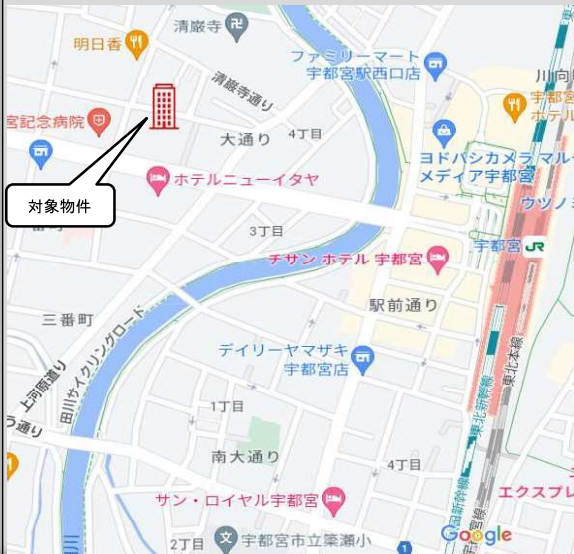 清巌寺
明日香
ファミリーマート
宇都宮駅西口店
川向
清巌寺通り
宇都宮
ホテル
宮記念病院
大通り
4丁目
ヨドバシカメラ マル
メディア宇都宮
ホテルニューイタヤ
対象物件
ウツノミ
3丁目
宇都宮
JR
チサン ホテル 宇都宮
駅前通り
三番町
田川サイクリングロード
デイリーヤマザキ
宇都宮店
東北本線
東北新幹線
上河原通り
1丁目
南大通り
4丁目
エクスプレ
サン・ロイヤル宇都宮
Google
2丁目
宇都宮市立簗瀬小
1